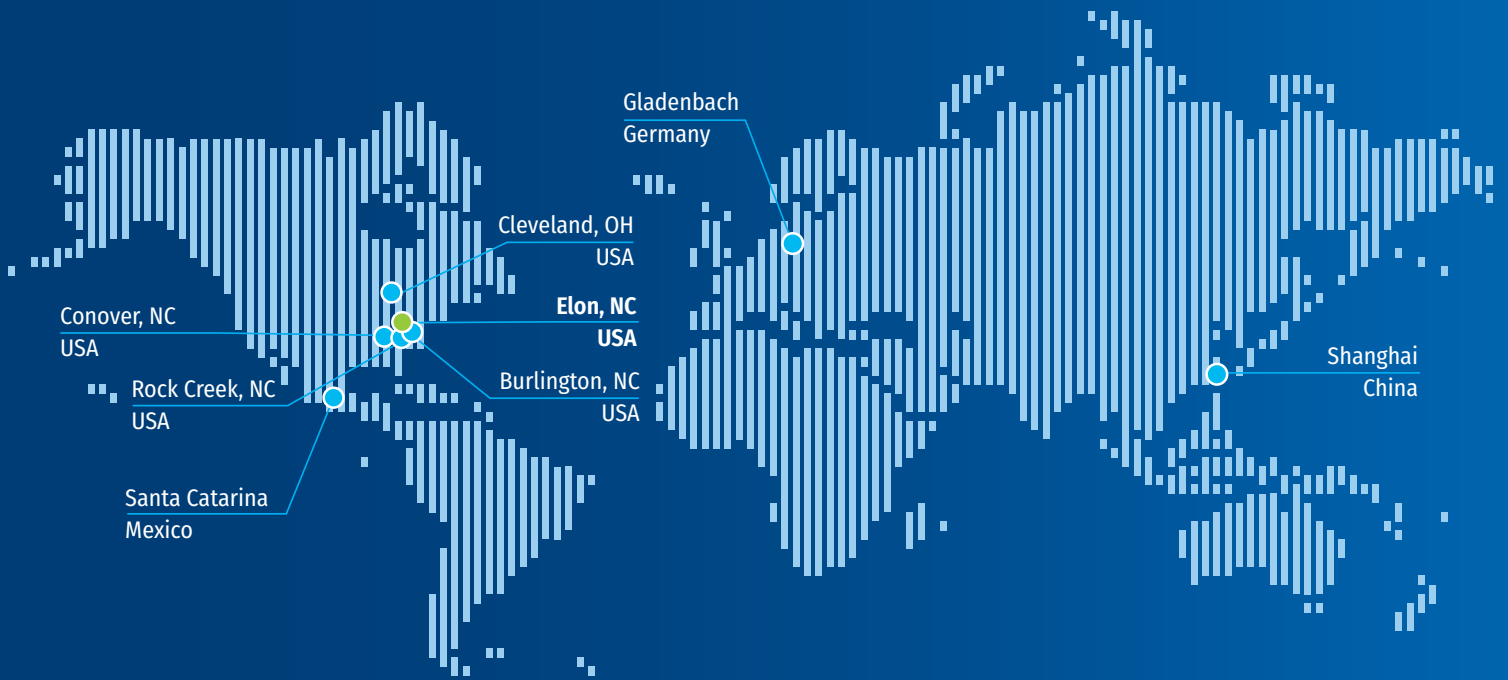 Gladenbach
Germany
Cleveland, OH
USA
Elon, NC
USA
Conover, NC
USA
Rock Creek, NC
USA
Burlington, NC
USA
Shanghai
China
Santa Catarina
Mexico